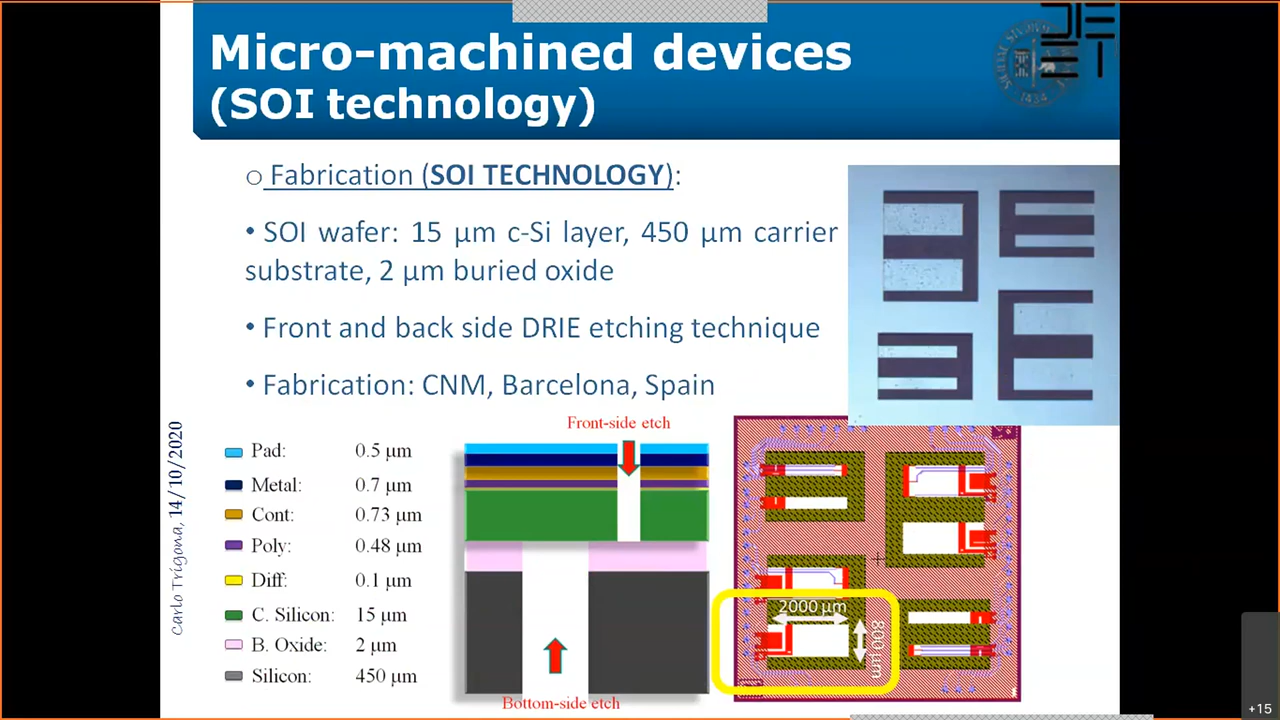 Micro-machined devices
(SOI technology)
o Fabrication (SOI TECHNOLOGY):
• SOI wafer: 15 µm c-Si layer, 450 µm carrier
substrate, 2 µm buried oxide
• Front and back side DRIE etching technique
• Fabrication: CNM, Barcelona, Spain
Carlo Trigona, 14/10/2020
Pad: 0.5 µm
Metal: 0.7 µm
Cont: 0.73 µm
Poly: 0.48 µm
Diff: 0.1 µm
C. Silicon: 15 µm
B. Oxide: 2 µm
Silicon: 450 µm
Front-side etch
Bottom-side etch
2000 µm
800 µm
1434
+15